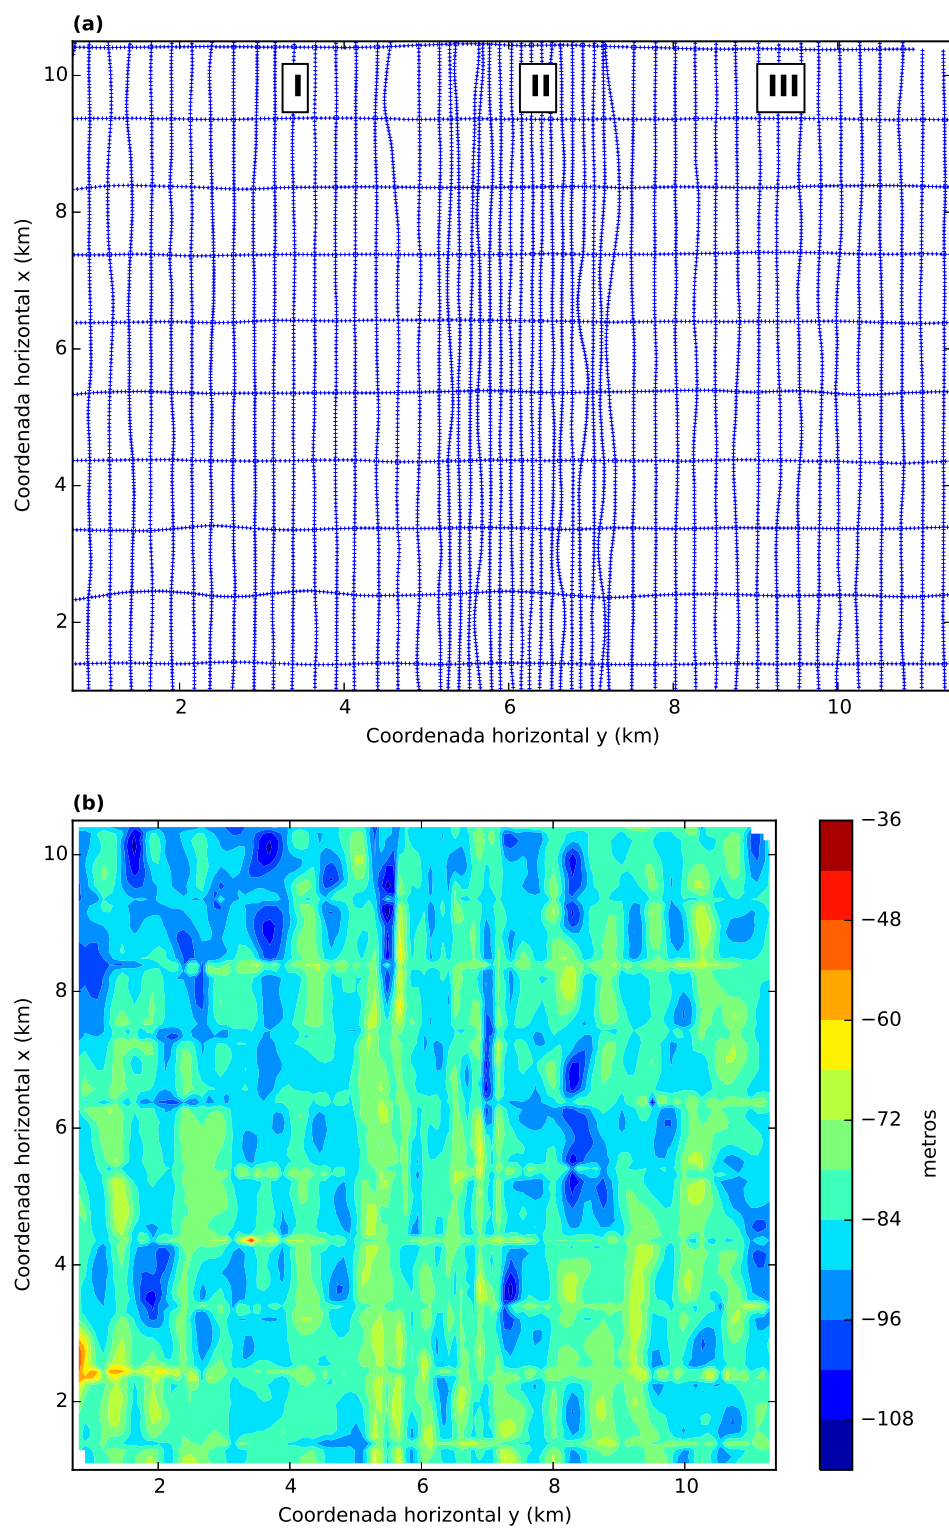 (a)
I II III
10
8
6
4
2
Coordenada horizontal x (km)
2 4 6 8 10
Coordenada horizontal y (km)
(b)
10
8
6
4
2
Coordenada horizontal x (km)
2 4 6 8 10
Coordenada horizontal y (km)
−36
−48
−60
−72
−84
−96
−108
metros